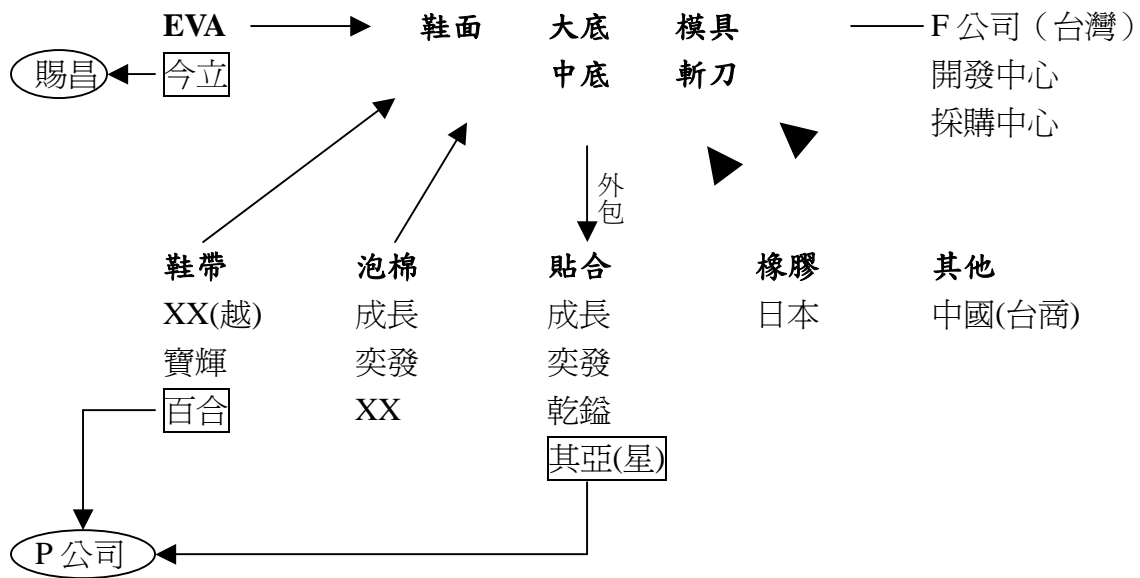 EVA 鞋面 大底 模具 F 公司（台灣）
賜昌 今立 中底 斬刀 開發中心
採購中心
外包
鞋帶 泡棉 貼合 橡膠 其他
XX(越) 成長 成長 日本 中國(台商)
寶輝 奕發 奕發
百合 XX 乾鎰
其亞(星)
P 公司